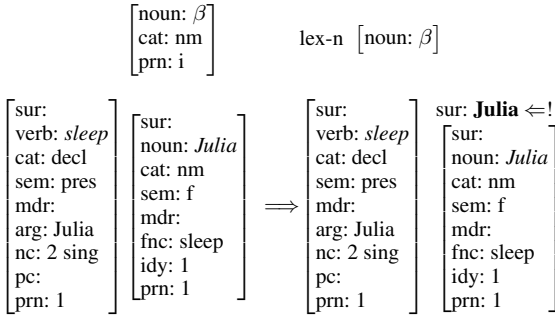 noun: β
cat: nm
prn: i
lex-n [noun: β]
sur:
verb: sleep
cat: decl
sem: pres
mdr:
arg: Julia
nc: 2 sing
pc:
prn: 1
sur:
noun: Julia
cat: nm
sem: f
mdr:
fnc: sleep
idy: 1
prn: 1
⟹
sur:
verb: sleep
cat: decl
sem: pres
mdr:
arg: Julia
nc: 2 sing
pc:
prn: 1
sur: Julia ⇐!
sur:
noun: Julia
cat: nm
sem: f
mdr:
fnc: sleep
idy: 1
prn: 1